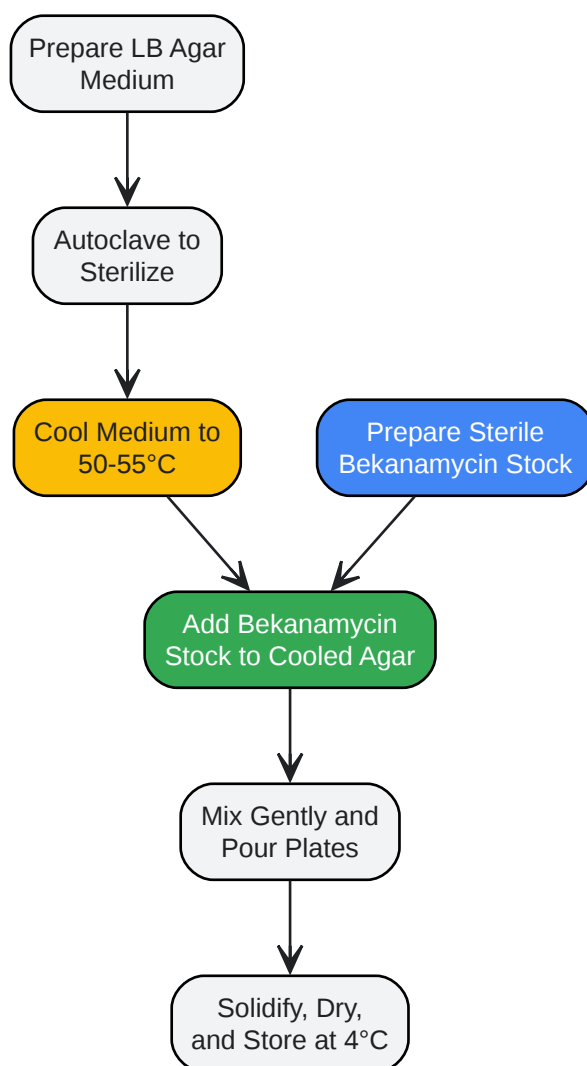 Prepare LB Agar
Medium
Autoclave to
Sterilize
Cool Medium to
50-55°C
Prepare Sterile
Bekanamycin Stock
Add Bekanamycin
Stock to Cooled Agar
Mix Gently and
Pour Plates
Solidify, Dry,
and Store at 4°C